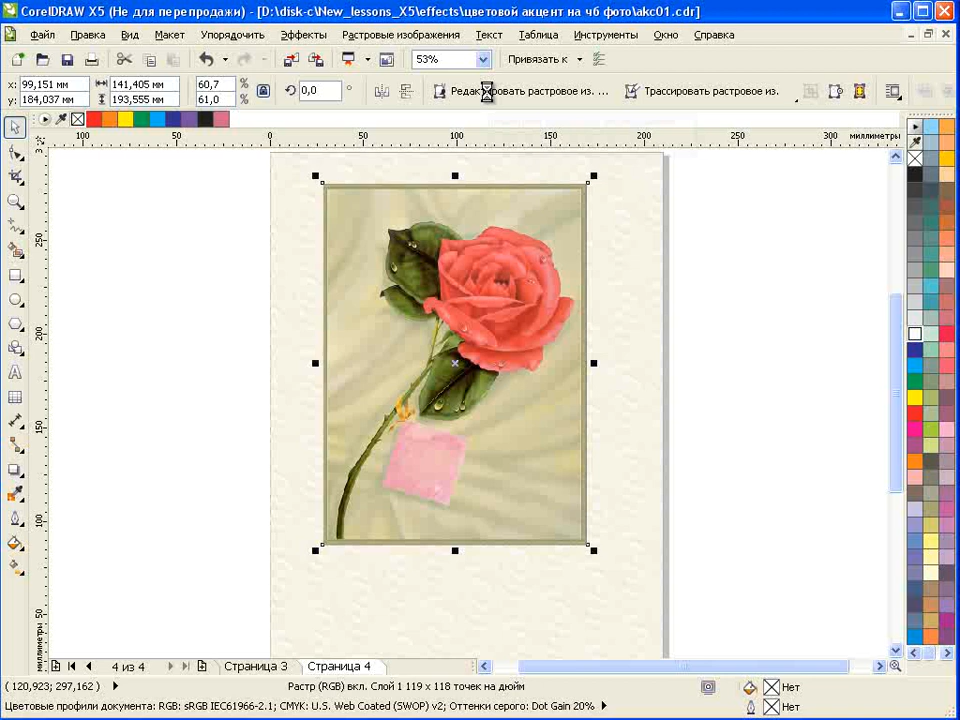 CorelDRAW X5 (Не для перепродажи) - [D:\disk-c\New_lessons_X5\effects\цветовой акцент на чб фото\akc01.cdr]
Файл Правка Вид Макет Упорядочить Эффекты Растровые изображения Текст Таблица Инструменты Окно Справка
53% Привязать к
x: 99,151 мм 141,405 мм 60,7 %
y: 184,037 мм 193,555 мм 61,0 %
0,0 °
Редактировать растровое из. ... Трассировать растровое из.
100 50 0 50 100 150 200 250 300 миллиметры
250
200
150
100
50
миллиметры
4 из 4 Страница 3 Страница 4
( 120,923; 297,162 ) Растр (RGB) вкл. Слой 1 119 x 118 точек на дюйм Нет
Цветовые профили документа: RGB: sRGB IEC61966-2.1; CMYK: U.S. Web Coated (SWOP) v2; Оттенки серого: Dot Gain 20% Нет